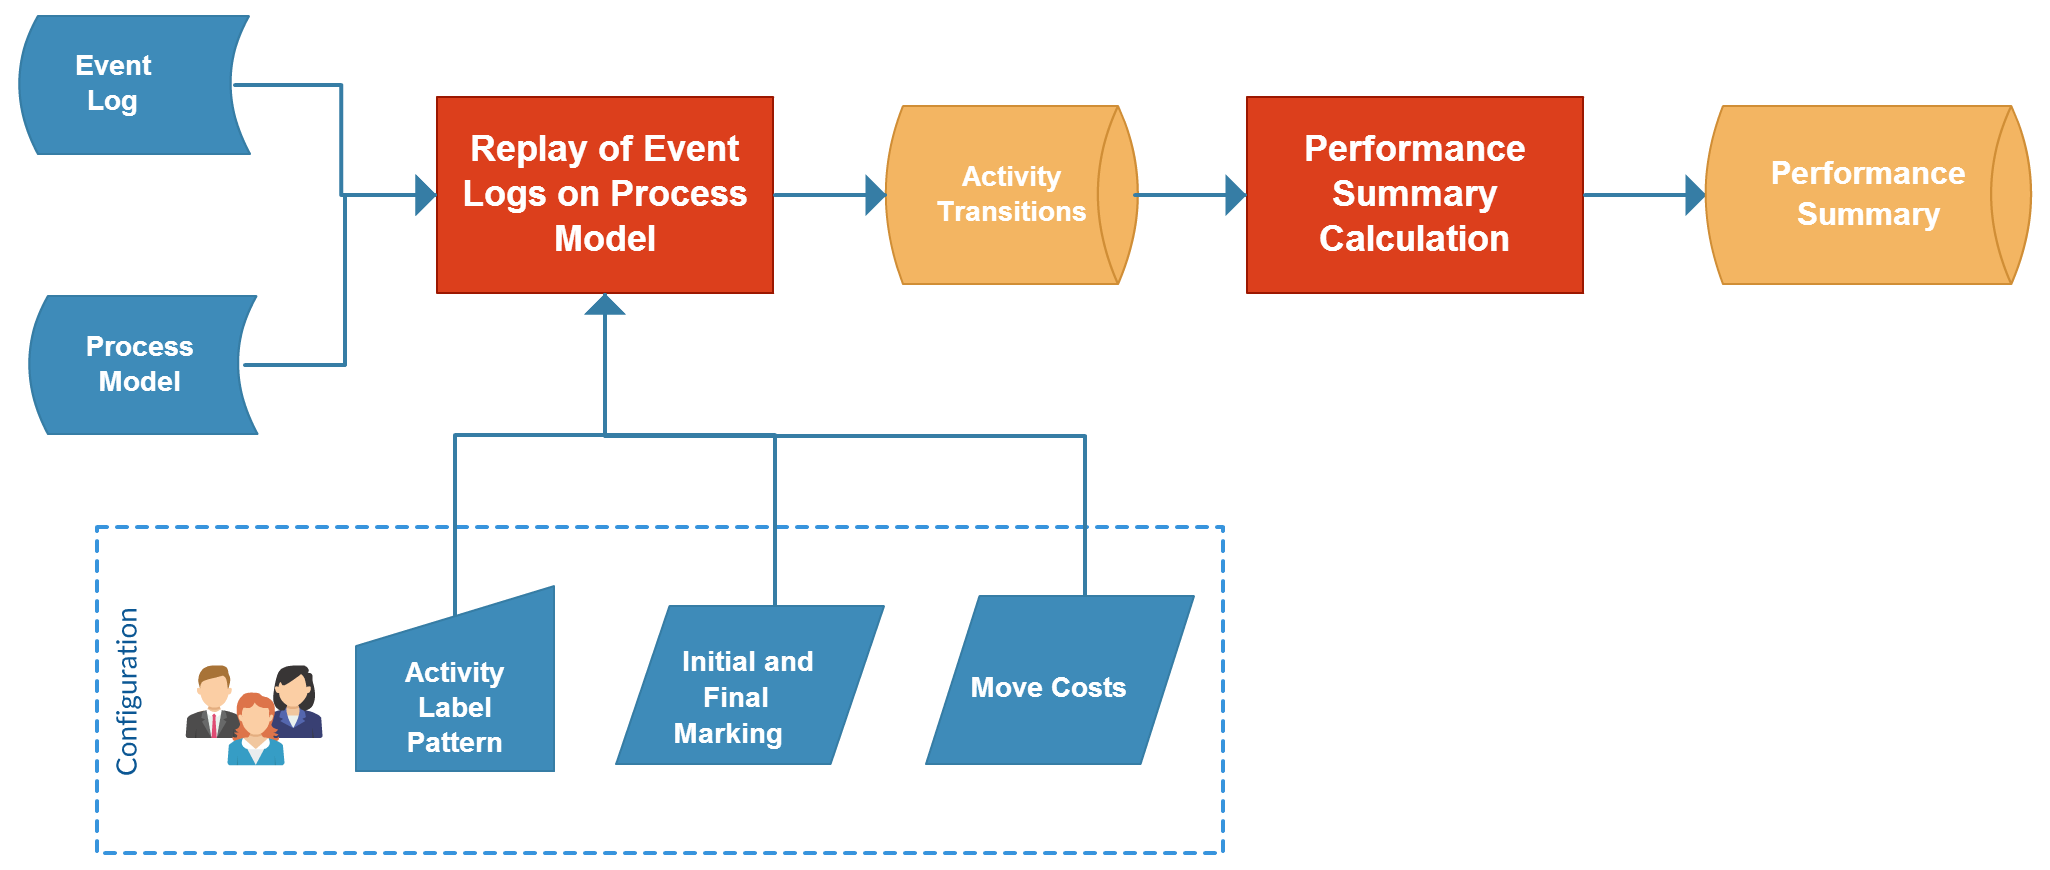 Event
Log
Replay of Event
Logs on Process
Model
Activity
Transitions
Performance
Summary
Calculation
Performance
Summary
Process
Model
Configuration
Activity
Label
Pattern
Initial and
Final
Marking
Move Costs